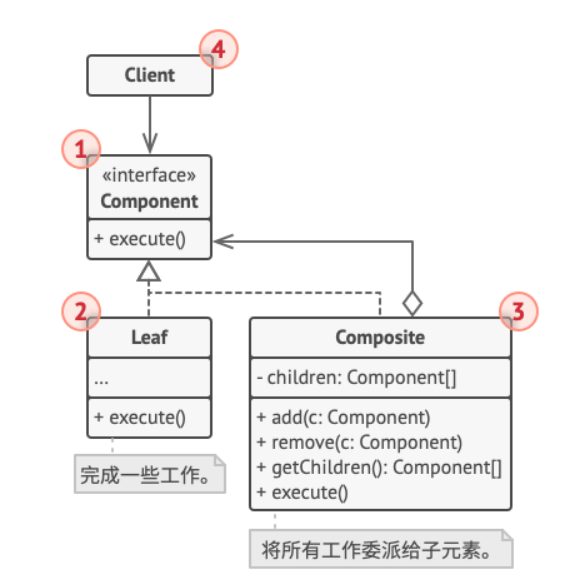 4
Client
1
«interface»
Component
+ execute()
2
Leaf
...
+ execute()
完成一些工作。
3
Composite
- children: Component[]
+ add(c: Component)
+ remove(c: Component)
+ getChildren(): Component[]
+ execute()
将所有工作委派给子元素。